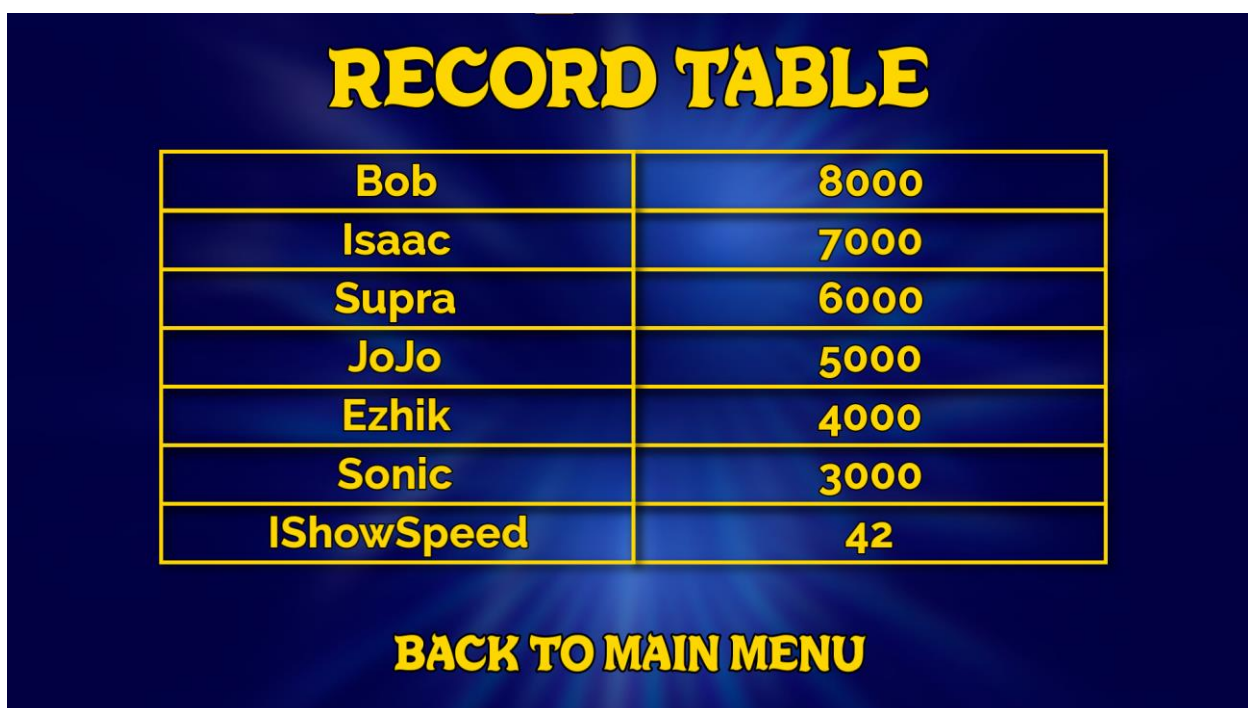 RECORD TABLE
Bob 8000
Isaac 7000
Supra 6000
JoJo 5000
Ezhik 4000
Sonic 3000
IShowSpeed 42
BACK TO MAIN MENU